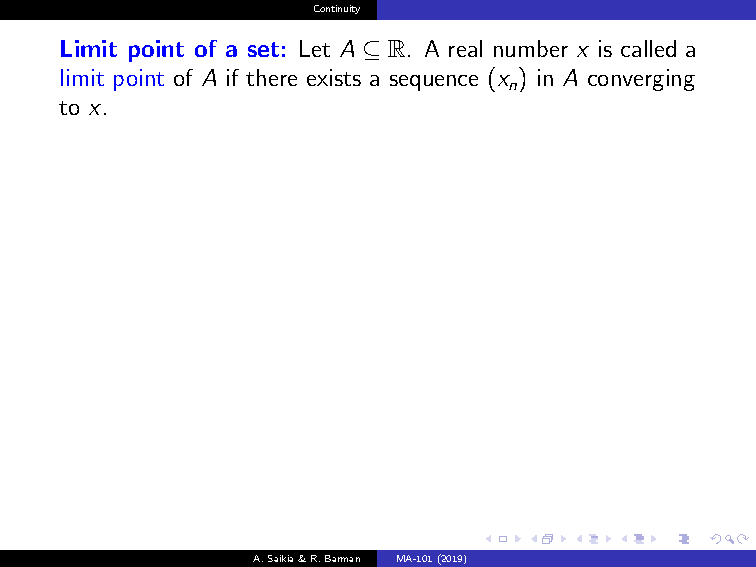 Continuity
Limit point of a set: Let A ⊆ ℝ. A real number x is called a
limit point of A if there exists a sequence (xₙ) in A converging
to x.
A. Saikia & R. Barman MA-101 (2019)